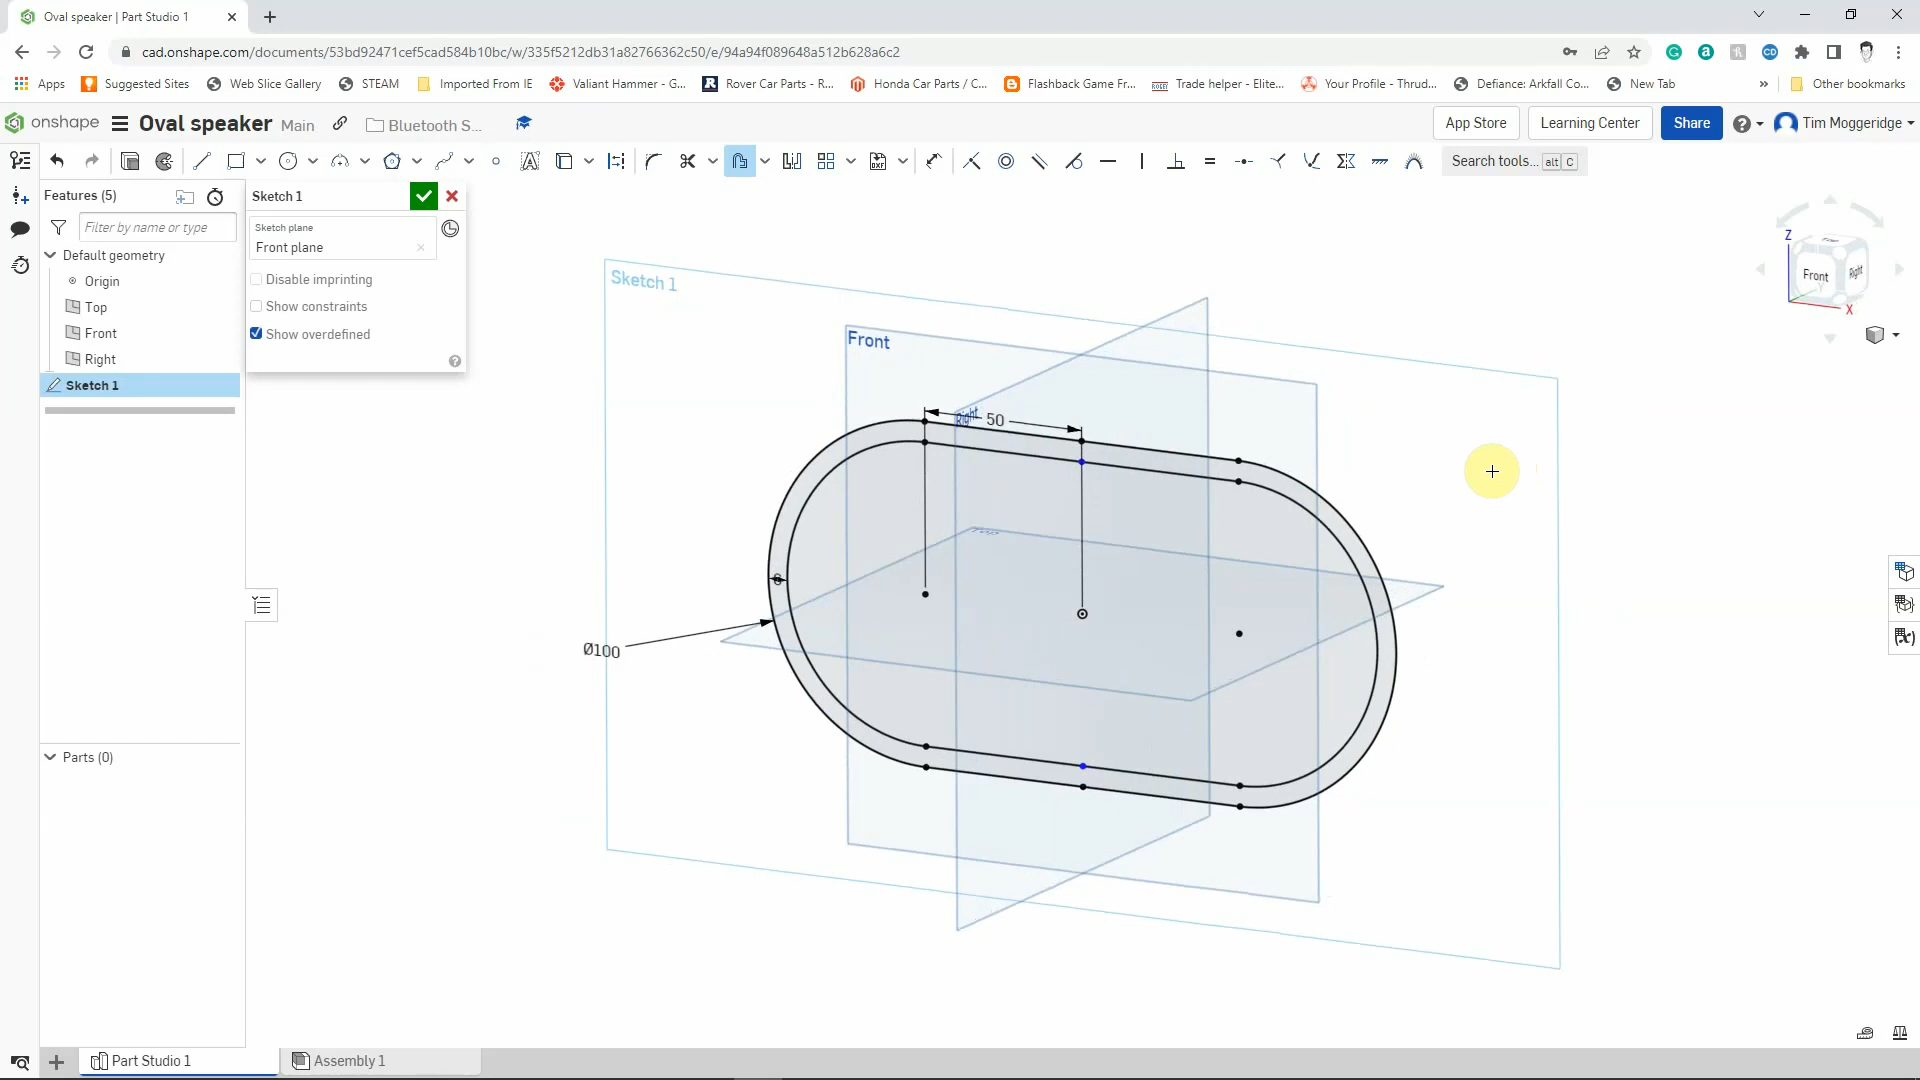 Oval speaker | Part Studio 1
cad.onshape.com/documents/53bd92471cef5cad584b10bc/w/335f5212db31a82766362c50/e/94a94f089648a512b628a6c2
Apps
Suggested Sites
Web Slice Gallery
STEAM
Imported From IE
Valiant Hammer - G...
Rover Car Parts - R...
Honda Car Parts / C...
Flashback Game Fr...
Trade helper - Elite...
Your Profile - Thrud...
Defiance: Arkfall Co...
New Tab
»
Other bookmarks
onshape
Oval speaker
Main
Bluetooth S...
App Store
Learning Center
Share
Tim Moggeridge
Search tools... alt C
Features (5)
Filter by name or type
Default geometry
Origin
Top
Front
Right
Sketch 1
Parts (0)
Sketch 1
Sketch plane
Front plane
Disable imprinting
Show constraints
Show overdefined
Sketch 1
Front
Right
50
Top
Ø100
Z
Front
Right
X
Part Studio 1
Assembly 1